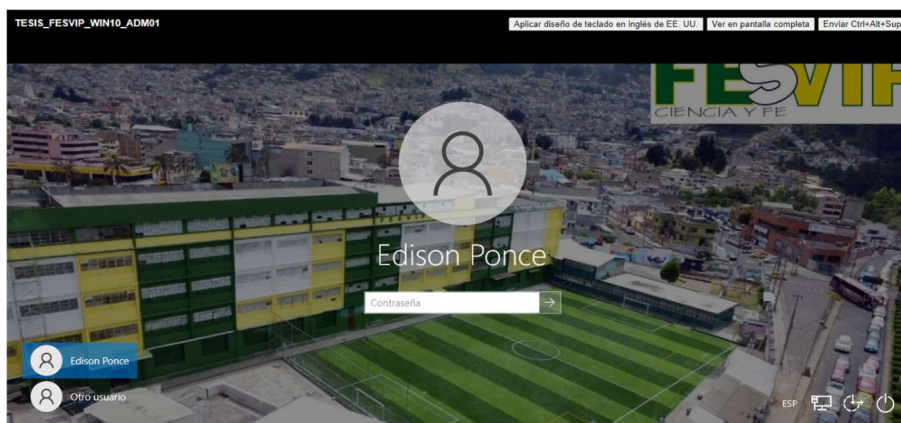 TESIS_FESVIP_WIN10_ADM01
Aplicar diseño de teclado en inglés de EE. UU. Ver en pantalla completa Enviar Ctrl+Alt+Sup
FESVIP
CIENCIA Y FE
Edison Ponce
Contraseña
Edison Ponce
Otro usuario
ESP